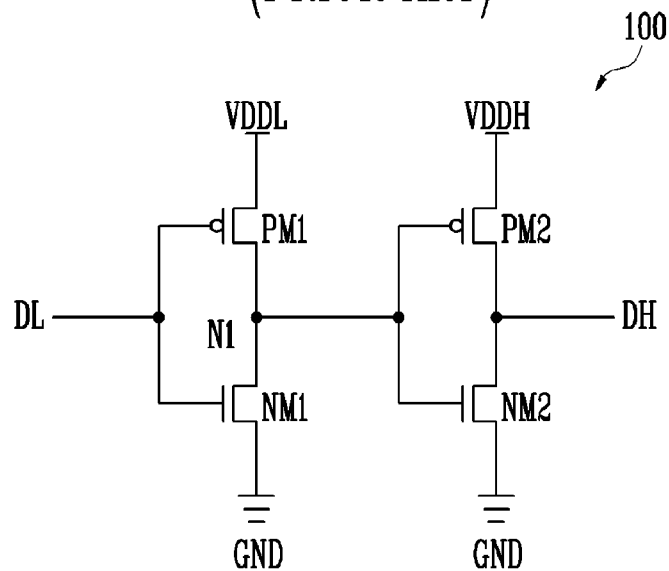 100
VDDL VDDH
PM1 PM2
DL N1 DH
NM1 NM2
GND GND